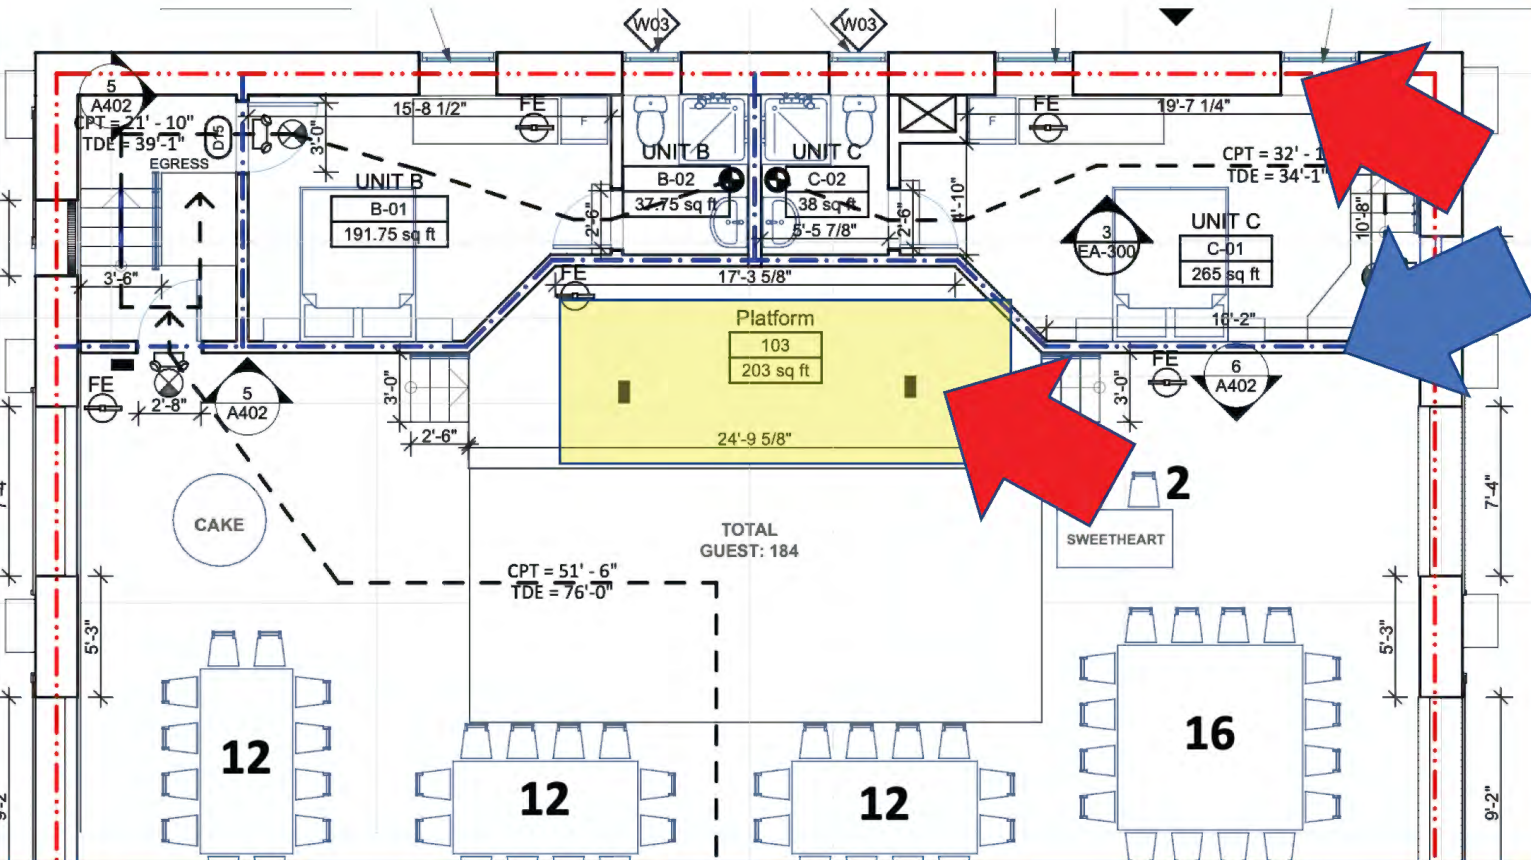 W03
W03
5
A402
CPT = 21' - 10"
TDE = 39'-1"
EGRESS
D15
3'-0"
15'-8 1/2"
FE
F
UNIT B
B-01
191.75 sq ft
UNIT B
B-02
37.75 sq ft
UNIT C
C-02
38 sq ft
5'-5 7/8"
2'-6"
2'-6"
4'-10"
F
FE
19'-7 1/4"
CPT = 32' - 1
TDE = 34'-1"
3
EA-300
UNIT C
C-01
265 sq ft
10'-8"
16'-2"
3'-6"
FE
17'-3 5/8"
Platform
103
203 sq ft
24'-9 5/8"
FE
2'-8"
5
A402
3'-0"
2'-6"
3'-0"
FE
6
A402
CAKE
TOTAL
GUEST: 184
2
SWEETHEART
7'-4"
CPT = 51' - 6"
TDE = 76'-0"
5'-3"
5'-3"
12
12
12
16
9'-2"